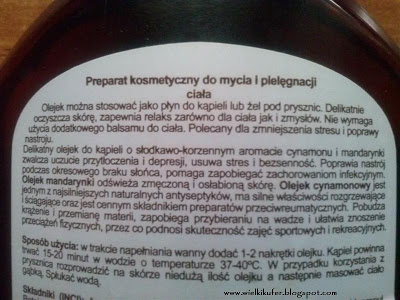 Preparat kosmetyczny do mycia i pielęgnacji
ciała
Olejek można stosować jako płyn do kąpieli lub żel pod prysznic. Delikatnie
oczyszcza skórę, zapewnia relaks zarówno dla ciała jak i zmysłów. Nie wymaga
użycia dodatkowego balsamu do ciała. Polecany dla zmniejszenia stresu i poprawy
nastroju.
Delikatny olejek do kąpieli o słodkawo-korzennym aromacie cynamonu i mandarynki
zwalcza uczucie przytłoczenia i depresji, usuwa stres i bezsenność. Poprawia nastrój
podczas okresowego braku słońca, pomaga zapobiegać zachorowaniom infekcyjnym.
Olejek mandarynki odświeża zmęczoną i osłabioną skórę. Olejek cynamonowy jest
jednym z najsilniejszych naturalnych antyseptyków, ma silne właściwości rozgrzewające
i ściągające oraz jest cennym składnikiem preparatów przeciwreumatycznych. Pobudza
krążenie i przemianę materii, zapobiega przybieraniu na wadze i ułatwia znoszenie
przeciążeń fizycznych, przez co podnosi skuteczność zajęć sportowych i rekreacyjnych.
Sposób użycia: w trakcie napełniania wanny dodać 1-2 nakrętki olejku. Kąpiel powinna
trwać 15-20 minut w wodzie o temperaturze 37-40ºC. W przypadku korzystania z
prysznica rozprowadzić na skórze niedużą ilość olejku a następnie masować ciało
gąbką. Spłukać wodą.
Składniki (INCI):
www.wielkikufer.blogspot.com